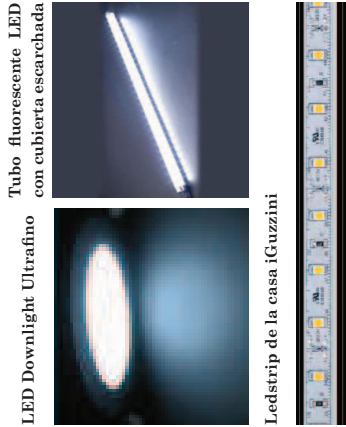 Tubo fluorescente LED
con cubierta escarchada
LED Downlight Ultrafino
Ledstrip de la casa iGuzzini